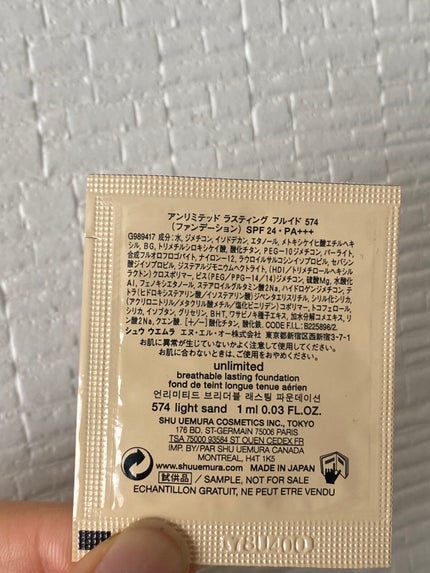 アンリミテッド ラスティング フルイド 574
（ファンデーション） SPF 24・PA+++
G989417 成分：水、ジメチコン、イソドデカン、エタノール、メトキシケイヒ酸エチルヘキ
シル、BG、トリメチルシロキシケイ酸、酸化チタン、PEG-10ジメチコン、パーライト、
合成フルオロフロゴパイト、ナイロン-12、ラウロイルサルコシンイソプロピル、セバシン
酸ジイソプロピル、ジステアルジモニウムヘクトライト、（HDI／トリメチロールヘキシル
ラクトン）クロスポリマー、ビス（PEG／PPG-14／14）ジメチコン、硫酸Mg、水酸化
Al、フェノキシエタノール、ステアロイルグルタミン酸2Na、ハイドロゲンジメチコン、テ
トラ（ヒドロキシステアリン酸／イソステアリン酸）ジペンタエリスリチル、シリル化シリカ、
（アクリロニトリル／メタクリル酸メチル／塩化ビニリデン）コポリマー、トコフェロール、
シリカ、イソブタン、グリセリン、BHT、ワサビノキ種子エキス、加水分解コメエキス、リ
ン酸2Na、クエン酸、[+/-] 酸化チタン、酸化鉄. CODE F.I.L.：B225896/2.
シュウ ウエムラ エヌ・エル・オー株式会社 東京都新宿区西新宿3-7-1
お肌に異常が生じていないかよく注意して使用してください。
お肌に合わないときは、ご使用をおやめください。
unlimited
breathable lasting foundation
fond de teint longue tenue aérien
언리미티드 브리더블 래스팅 파운데이션
574 light sand 1 ml 0.03 FL.OZ.
SHU UEMURA COSMETICS INC., TOKYO
176 BD. ST-GERMAIN 75006 PARIS
TSA 75000 93584 ST OUEN CEDEX FR
IMP. BY/PAR SHU UEMURA CANADA
MONTREAL, H4T 1K5
www.shuuemura.com MADE IN JAPAN
試供品 / SAMPLE, NOT FOR SALE
ECHANTILLON GRATUIT, NE PEUT ETRE VENDU